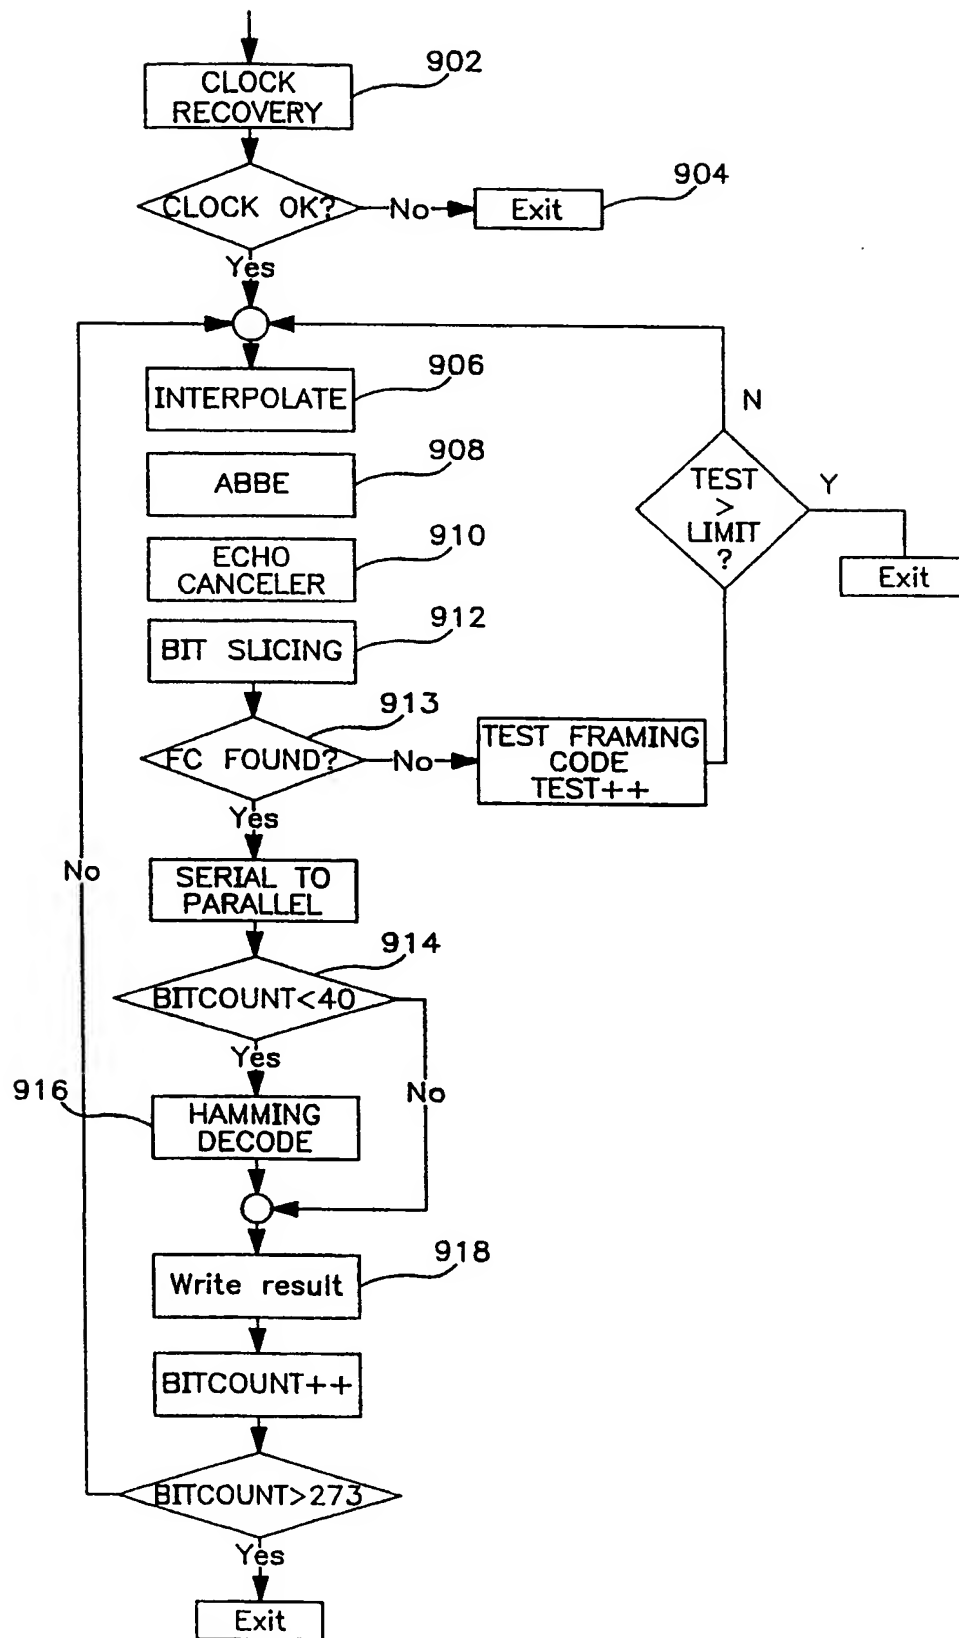 902
CLOCK
RECOVERY
904
CLOCK OK?
No
Exit
Yes
906
INTERPOLATE
N
908
ABBE
TEST
>
LIMIT
?
Y
Exit
910
ECHO
CANCELER
912
BIT SLICING
913
FC FOUND?
No
TEST FRAMING
CODE
TEST++
Yes
No
SERIAL TO
PARALLEL
914
BITCOUNT<40
Yes
No
916
HAMMING
DECODE
918
Write result
BITCOUNT++
BITCOUNT>273
Yes
Exit